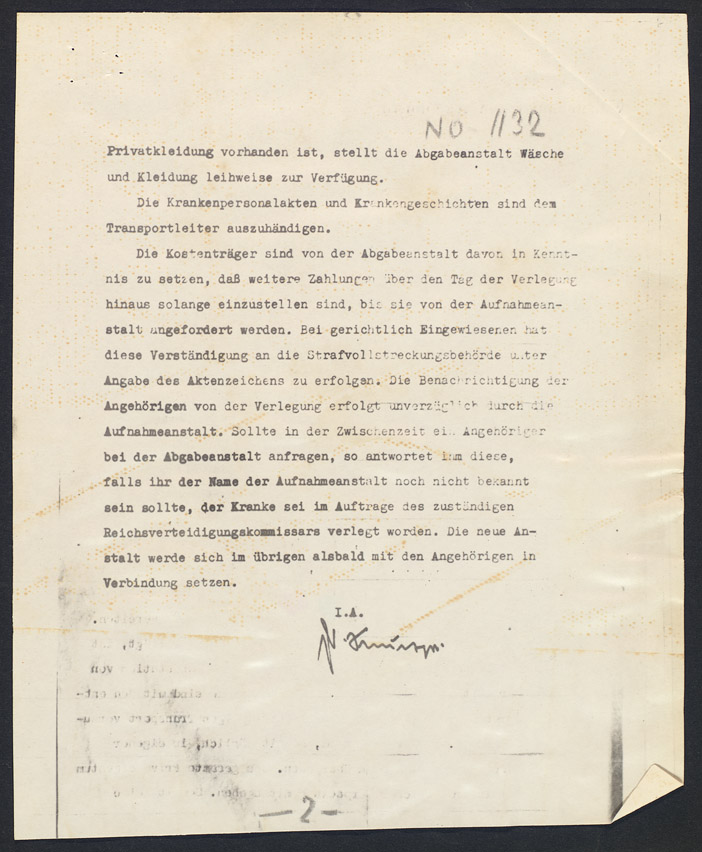 NO 1132
Privatkleidung vorhanden ist, stellt die Abgabeanstalt Wäsche
und Kleidung leihweise zur Verfügung.
Die Krankenpersonalakten und Krankengeschichten sind dem
Transportleiter auszuhändigen.
Die Kostenträger sind von der Abgabeanstalt davon in Kennt-
nis zu setzen, daß weitere Zahlungen über den Tag der Verlegung
hinaus solange einzustellen sind, bis sie von der Aufnahmean-
stalt angefordert werden. Bei gerichtlich Eingewiesenen hat
diese Verständigung an die Strafvollstreckungsbehörde unter
Angabe des Aktenzeichens zu erfolgen. Die Benachrichtigung der
Angehörigen von der Verlegung erfolgt unverzüglich durch die
Aufnahmeanstalt. Sollte in der Zwischenzeit ein Angehöriger
bei der Abgabeanstalt anfragen, so antwortet ihm diese,
falls ihr der Name der Aufnahmeanstalt noch nicht bekannt
sein sollte, der Kranke sei im Auftrage des zuständigen
Reichsverteidigungskommissars verlegt worden. Die neue An-
stalt werde sich im übrigen alsbald mit den Angehörigen in
Verbindung setzen.
I.A.
— 2 —